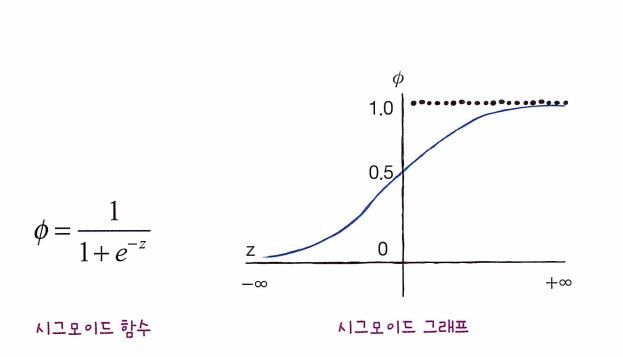 φ
1.0
0.5
φ = 1 / (1 + e^{-z})
z
0
-∞
+∞
시그모이드 함수
시그모이드 그래프